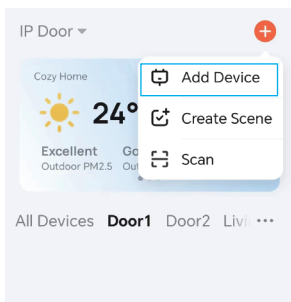 IP Door
Add Device
Cozy Home
24°
Create Scene
Excellent
Outdoor PM2.5
Scan
All Devices Door1 Door2